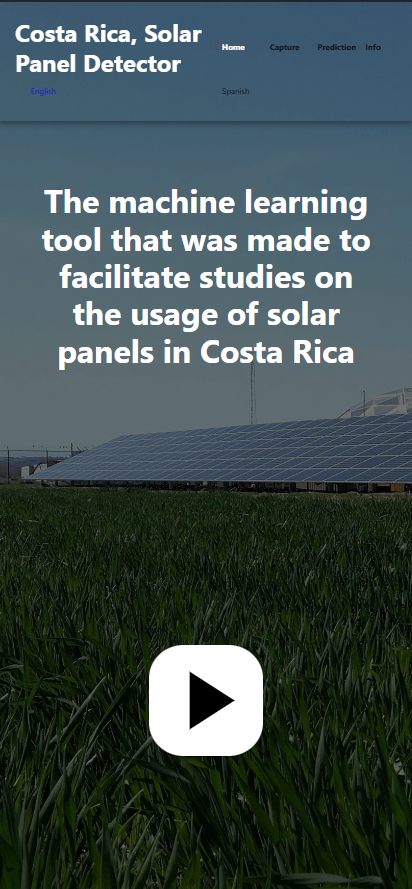 Costa Rica, Solar
Panel Detector
Home Capture Prediction Info
English Spanish
The machine learning
tool that was made to
facilitate studies on
the usage of solar
panels in Costa Rica